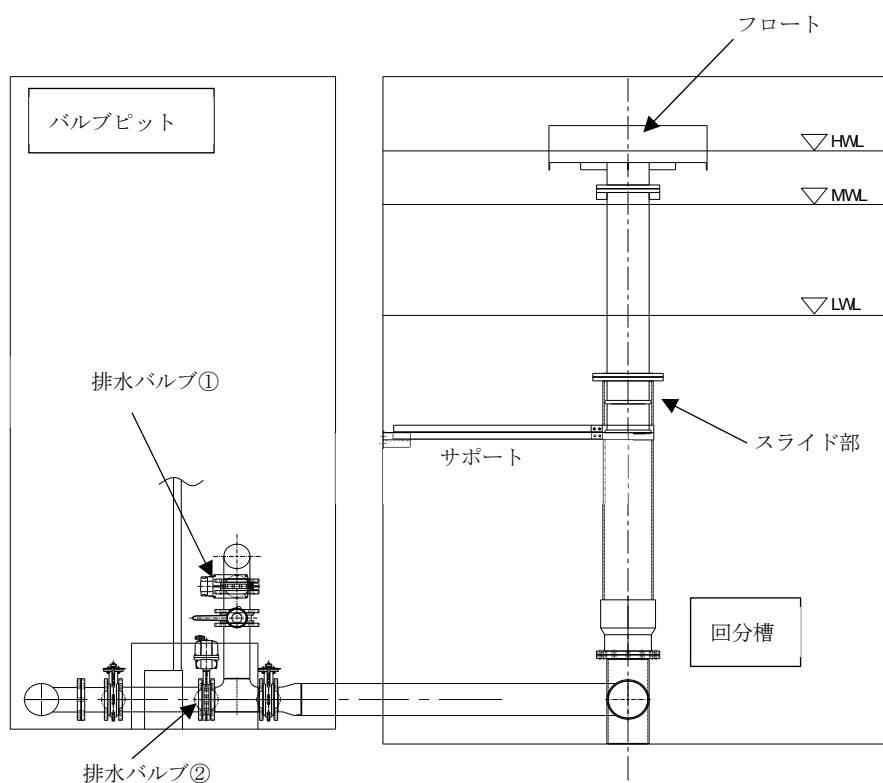 フロート
バルブピット
HWL
MWL
LWL
排水バルブ①
スライド部
サポート
回分槽
排水バルブ②